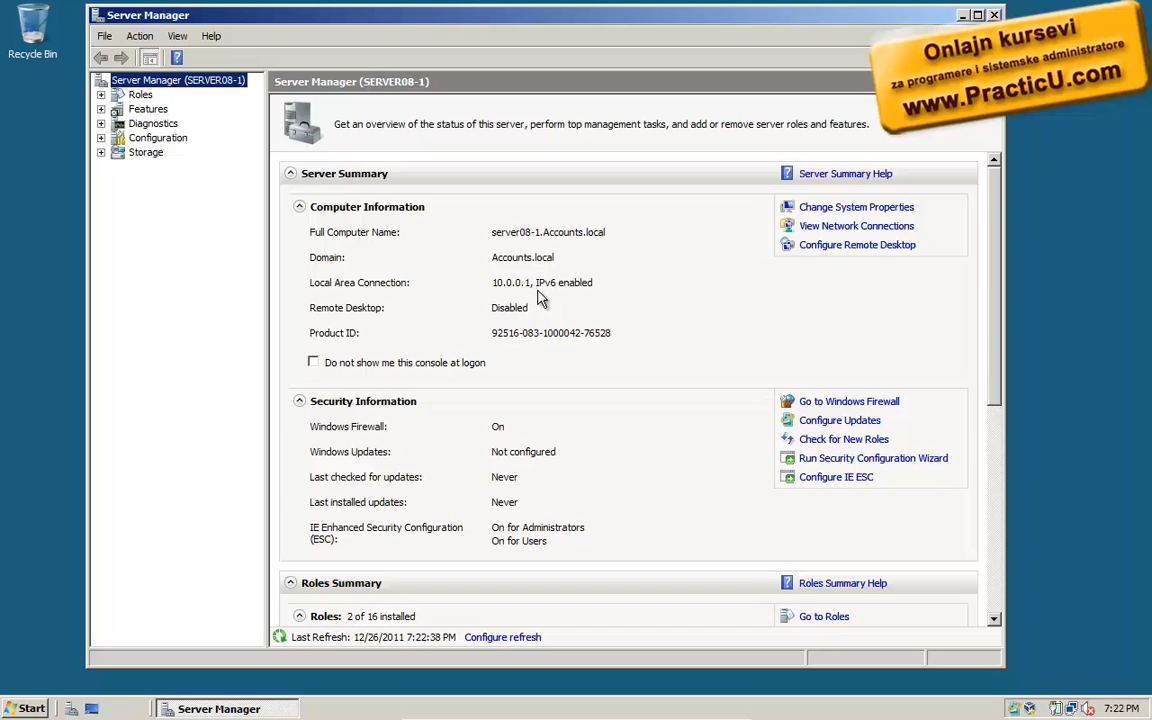 Recycle Bin
Server Manager
File Action View Help
Onlajn kursevi
za programere i sistemske administratore
www.PracticU.com
Server Manager (SERVER08-1)
Roles
Features
Diagnostics
Configuration
Storage
Server Manager (SERVER08-1)
Get an overview of the status of this server, perform top management tasks, and add or remove server roles and features.
Server Summary
Server Summary Help
Computer Information
Full Computer Name: server08-1.Accounts.local
Domain: Accounts.local
Local Area Connection: 10.0.0.1, IPv6 enabled
Remote Desktop: Disabled
Product ID: 92516-083-1000042-76528
Do not show me this console at logon
Change System Properties
View Network Connections
Configure Remote Desktop
Security Information
Windows Firewall: On
Windows Updates: Not configured
Last checked for updates: Never
Last installed updates: Never
IE Enhanced Security Configuration (ESC): On for Administrators
On for Users
Go to Windows Firewall
Configure Updates
Check for New Roles
Run Security Configuration Wizard
Configure IE ESC
Roles Summary
Roles Summary Help
Roles: 2 of 16 installed
Go to Roles
Last Refresh: 12/26/2011 7:22:38 PM Configure refresh
Start
Server Manager
7:22 PM